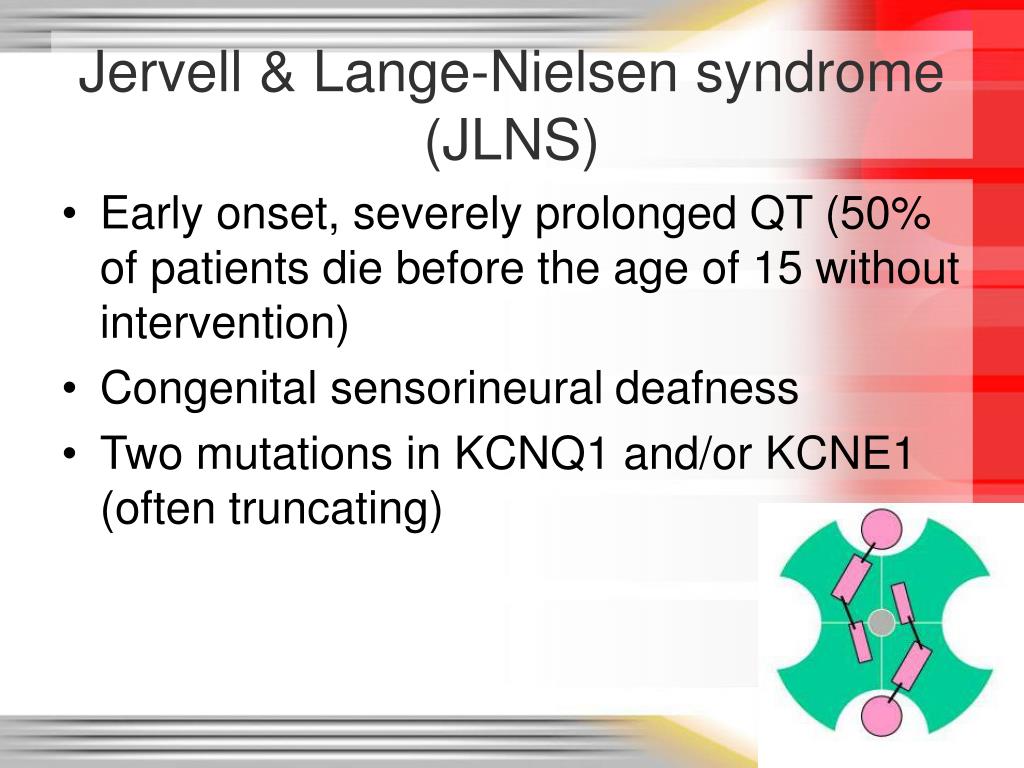 Jervell & Lange-Nielsen syndrome
(JLNS)
• Early onset, severely prolonged QT (50%
of patients die before the age of 15 without
intervention)
• Congenital sensorineural deafness
• Two mutations in KCNQ1 and/or KCNE1
(often truncating)